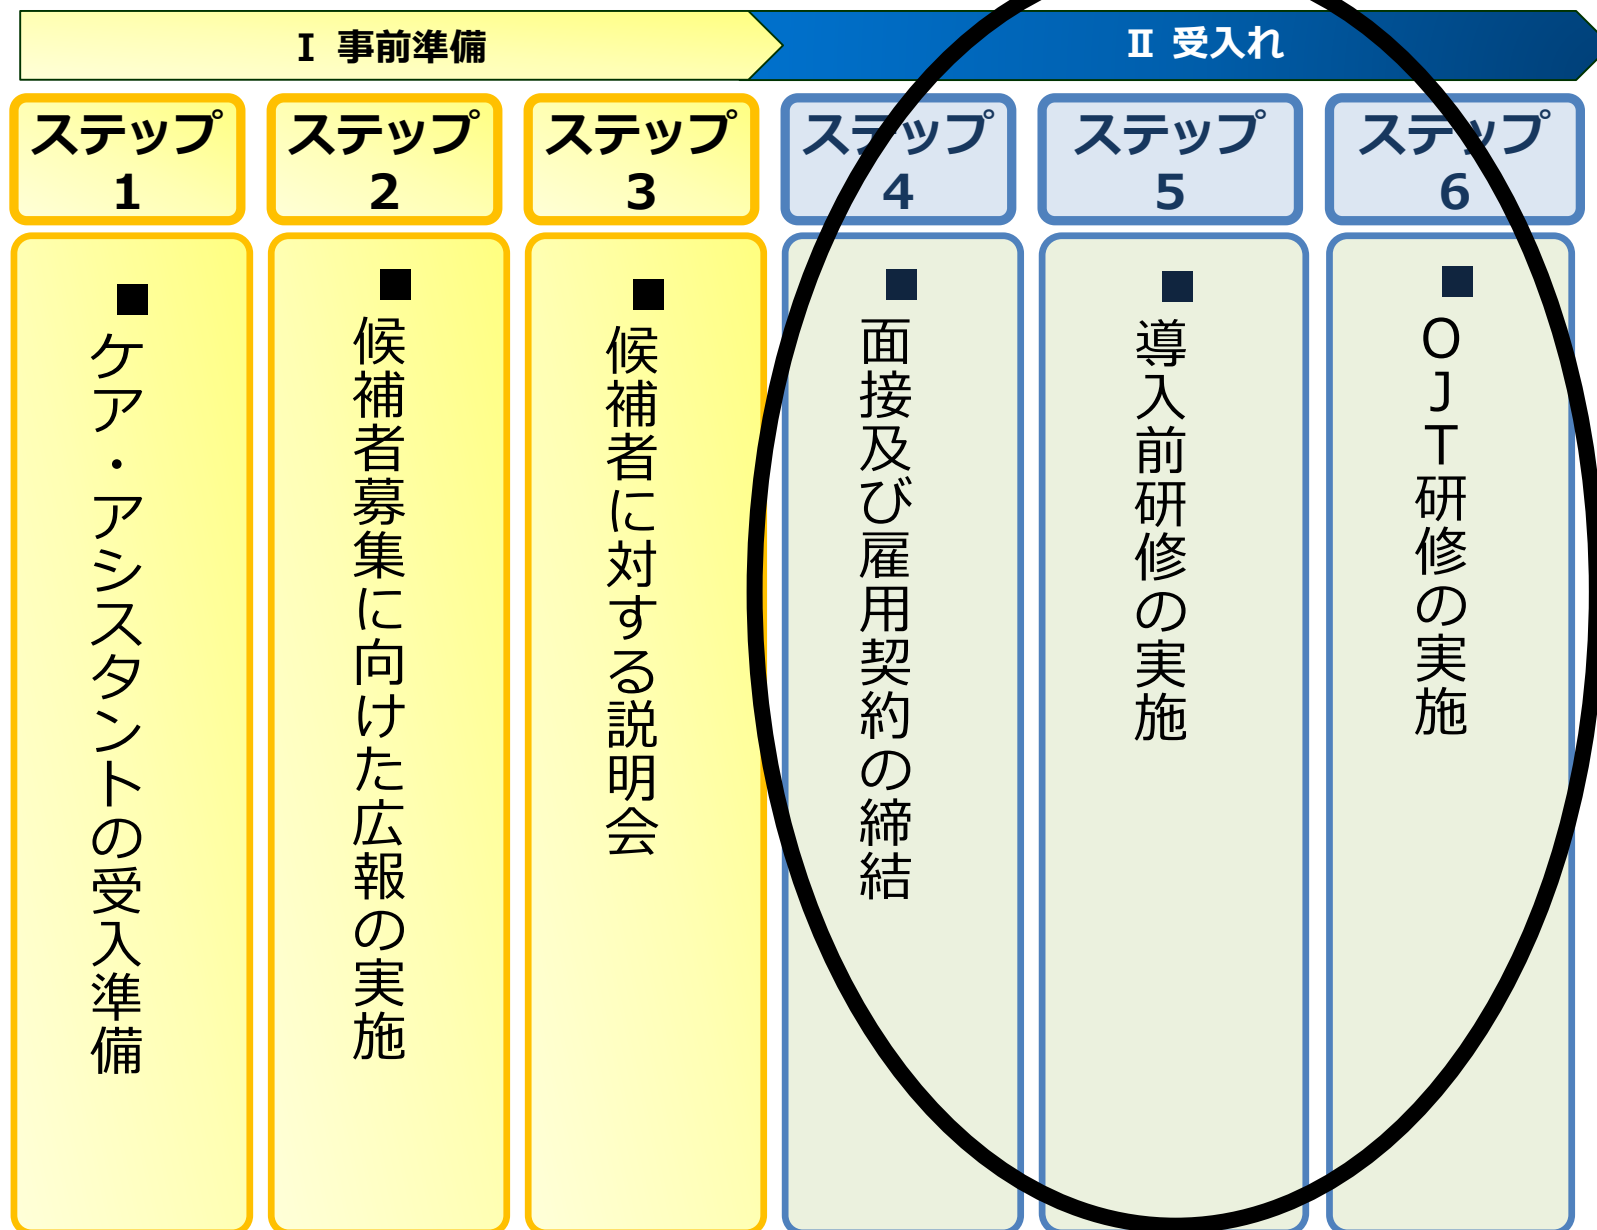 Ⅰ 事前準備
Ⅱ 受入れ
ステップ
1
ステップ
2
ステップ
3
ステップ
4
ステップ
5
ステップ
6
■ケア・アシスタントの受入準備
■候補者募集に向けた広報の実施
■候補者に対する説明会
■面接及び雇用契約の締結
■導入前研修の実施
■OJT研修の実施